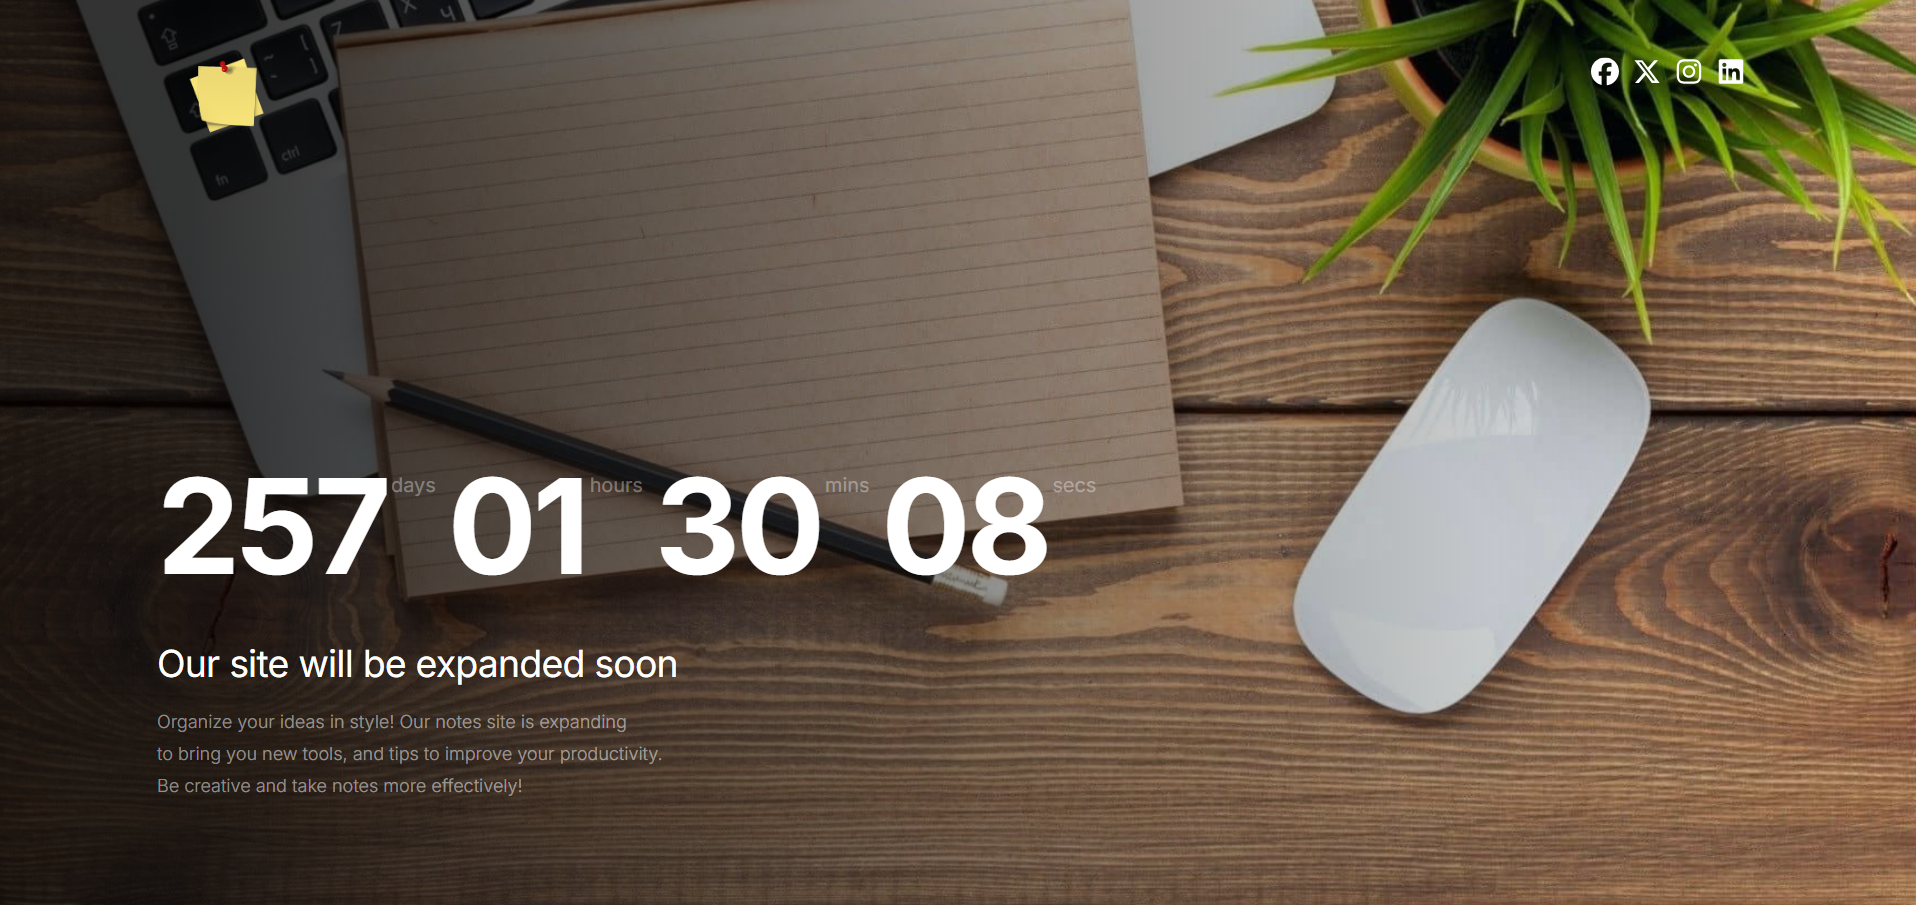 fn
ctrl
257 days 01 hours 30 mins 08 secs
Our site will be expanded soon
Organize your ideas in style! Our notes site is expanding
to bring you new tools, and tips to improve your productivity.
Be creative and take notes more effectively!